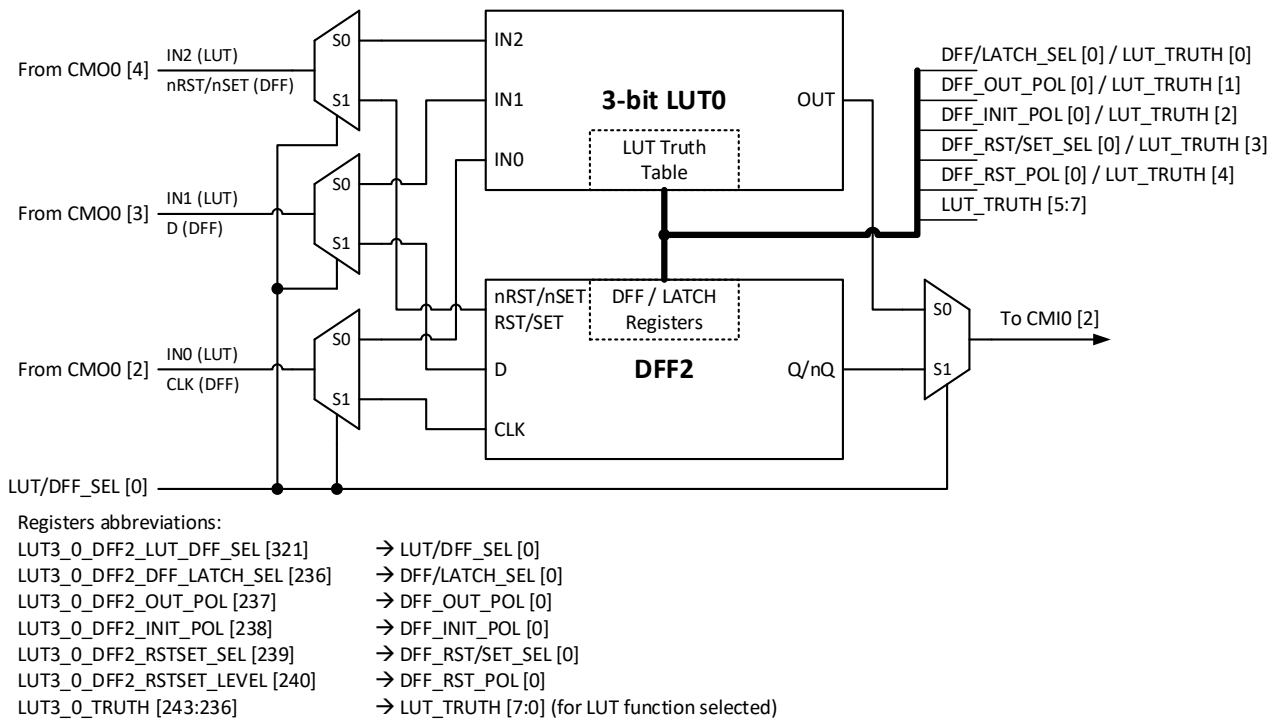 From CMO0 [4]
IN2 (LUT)
nRST/nSET (DFF)
S0
S1
From CMO0 [3]
IN1 (LUT)
D (DFF)
S0
S1
From CMO0 [2]
IN0 (LUT)
CLK (DFF)
S0
S1
LUT/DFF_SEL [0]
IN2
IN1
IN0
3-bit LUT0
OUT
LUT Truth
Table
nRST/nSET
RST/SET
D
CLK
DFF / LATCH
Registers
DFF2
Q/nQ
DFF/LATCH_SEL [0] / LUT_TRUTH [0]
DFF_OUT_POL [0] / LUT_TRUTH [1]
DFF_INIT_POL [0] / LUT_TRUTH [2]
DFF_RST/SET_SEL [0] / LUT_TRUTH [3]
DFF_RST_POL [0] / LUT_TRUTH [4]
LUT_TRUTH [5:7]
S0
S1
To CMI0 [2]
Registers abbreviations:
LUT3_0_DFF2_LUT_DFF_SEL [321] → LUT/DFF_SEL [0]
LUT3_0_DFF2_DFF_LATCH_SEL [236] → DFF/LATCH_SEL [0]
LUT3_0_DFF2_OUT_POL [237] → DFF_OUT_POL [0]
LUT3_0_DFF2_INIT_POL [238] → DFF_INIT_POL [0]
LUT3_0_DFF2_RSTSET_SEL [239] → DFF_RST/SET_SEL [0]
LUT3_0_DFF2_RSTSET_LEVEL [240] → DFF_RST_POL [0]
LUT3_0_TRUTH [243:236] → LUT_TRUTH [7:0] (for LUT function selected)